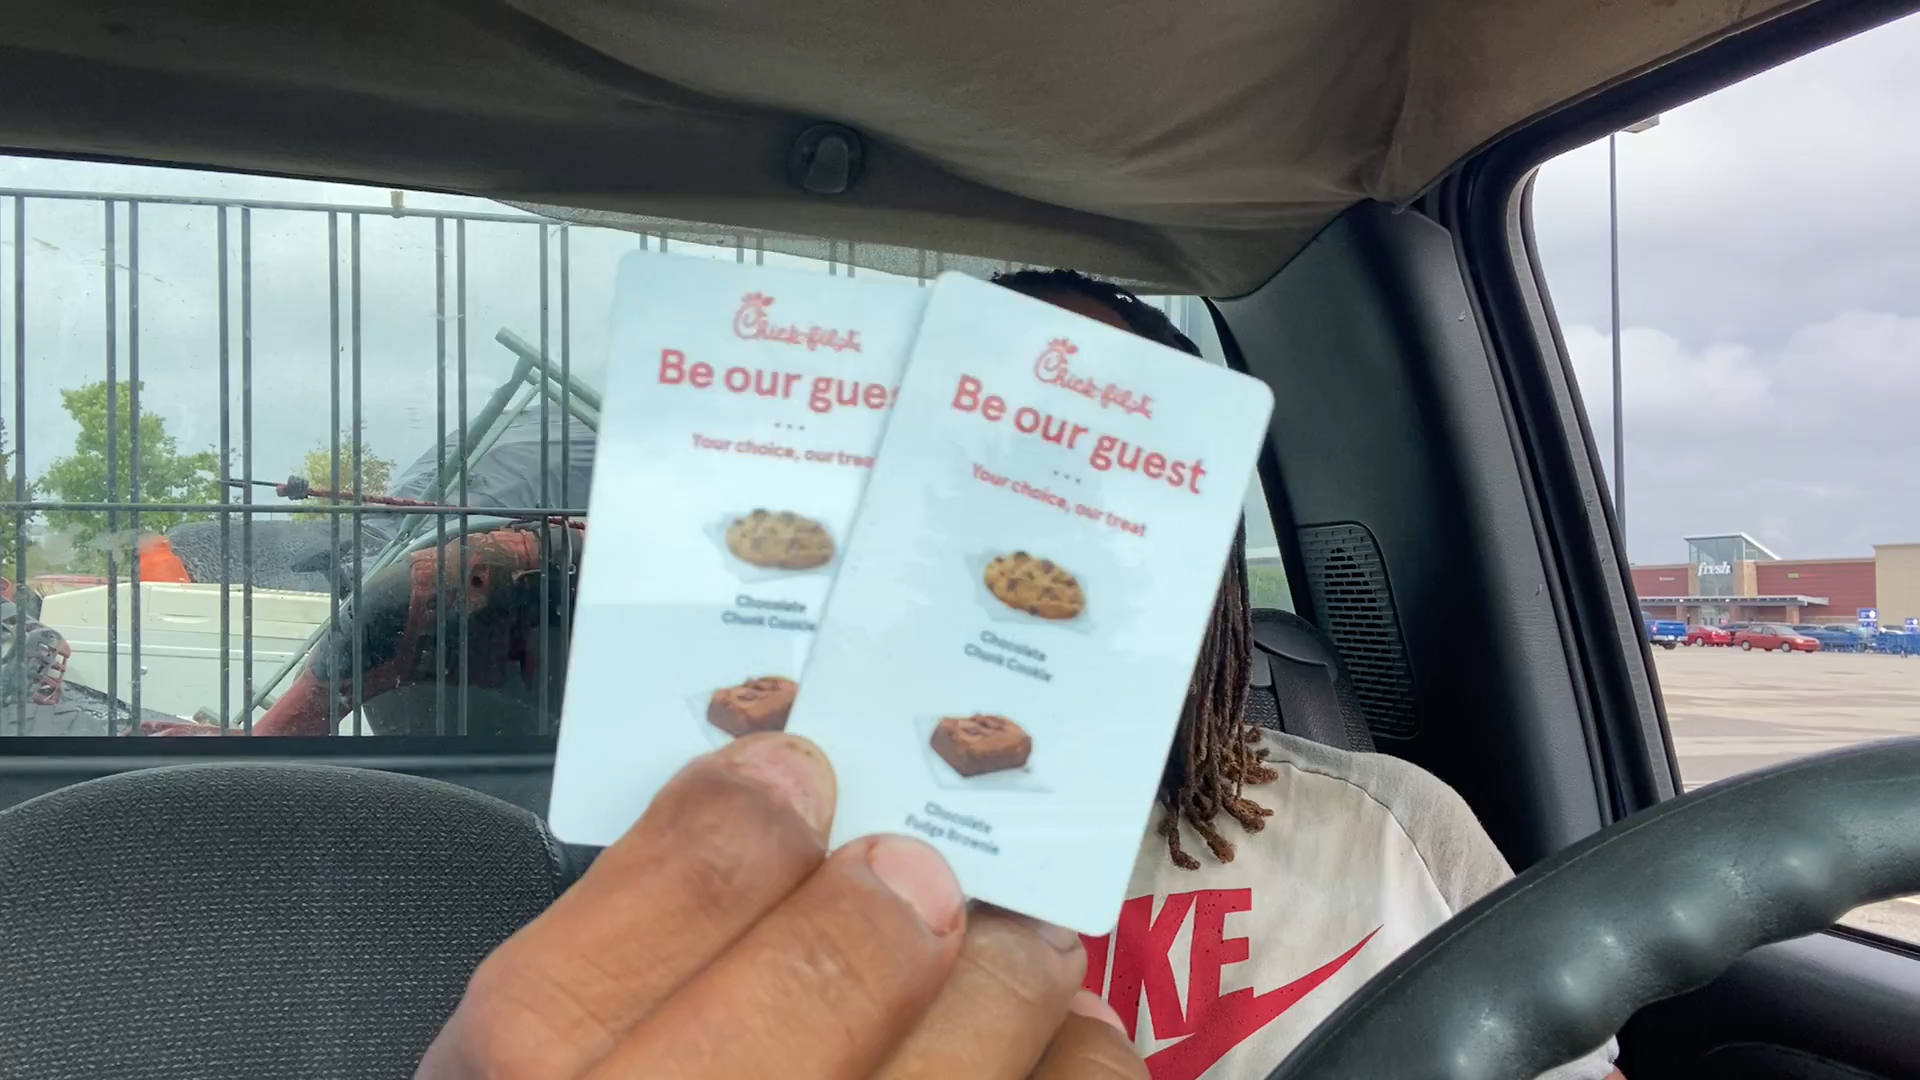 Chick-fil-A
Be our gues
...
Your choice, our trea
Chocolate
Chunk Cookie
Chick-fil-A
Be our guest
...
Your choice, our treat
Chocolate
Chunk Cookie
Chocolate
Fudge Brownie
IKE
fresh